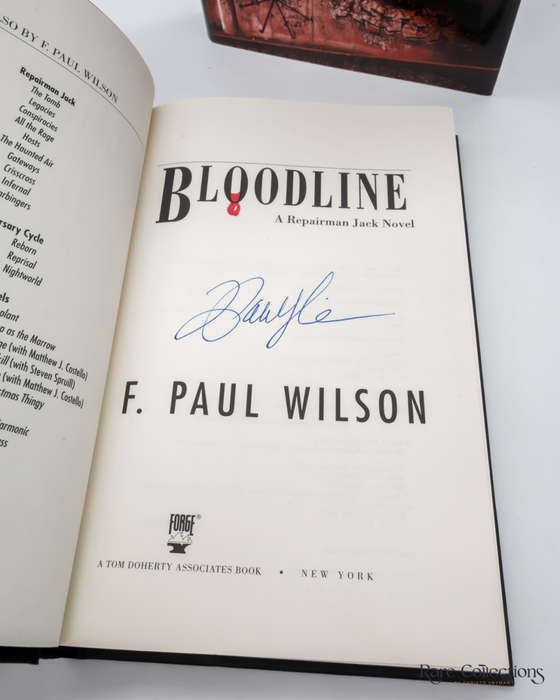 SO BY F. PAUL WILSON
Repairman Jack
The Tomb
Legacies
Conspiracies
All the Rage
Hosts
The Haunted Air
Gateways
Crisscross
Infernal
arbingers
rsary Cycle
Reborn
Reprisal
Nightworld
els
plant
o as the Marrow
ge (with Matthew J. Costello)
kill (with Steven Spruill)
(with Matthew J. Costello)
stmas Thingy
armonic
ess
BLOODLINE
A Repairman Jack Novel
F. PAUL WILSON
FORGE®
A TOM DOHERTY ASSOCIATES BOOK • NEW YORK
Rare Collections